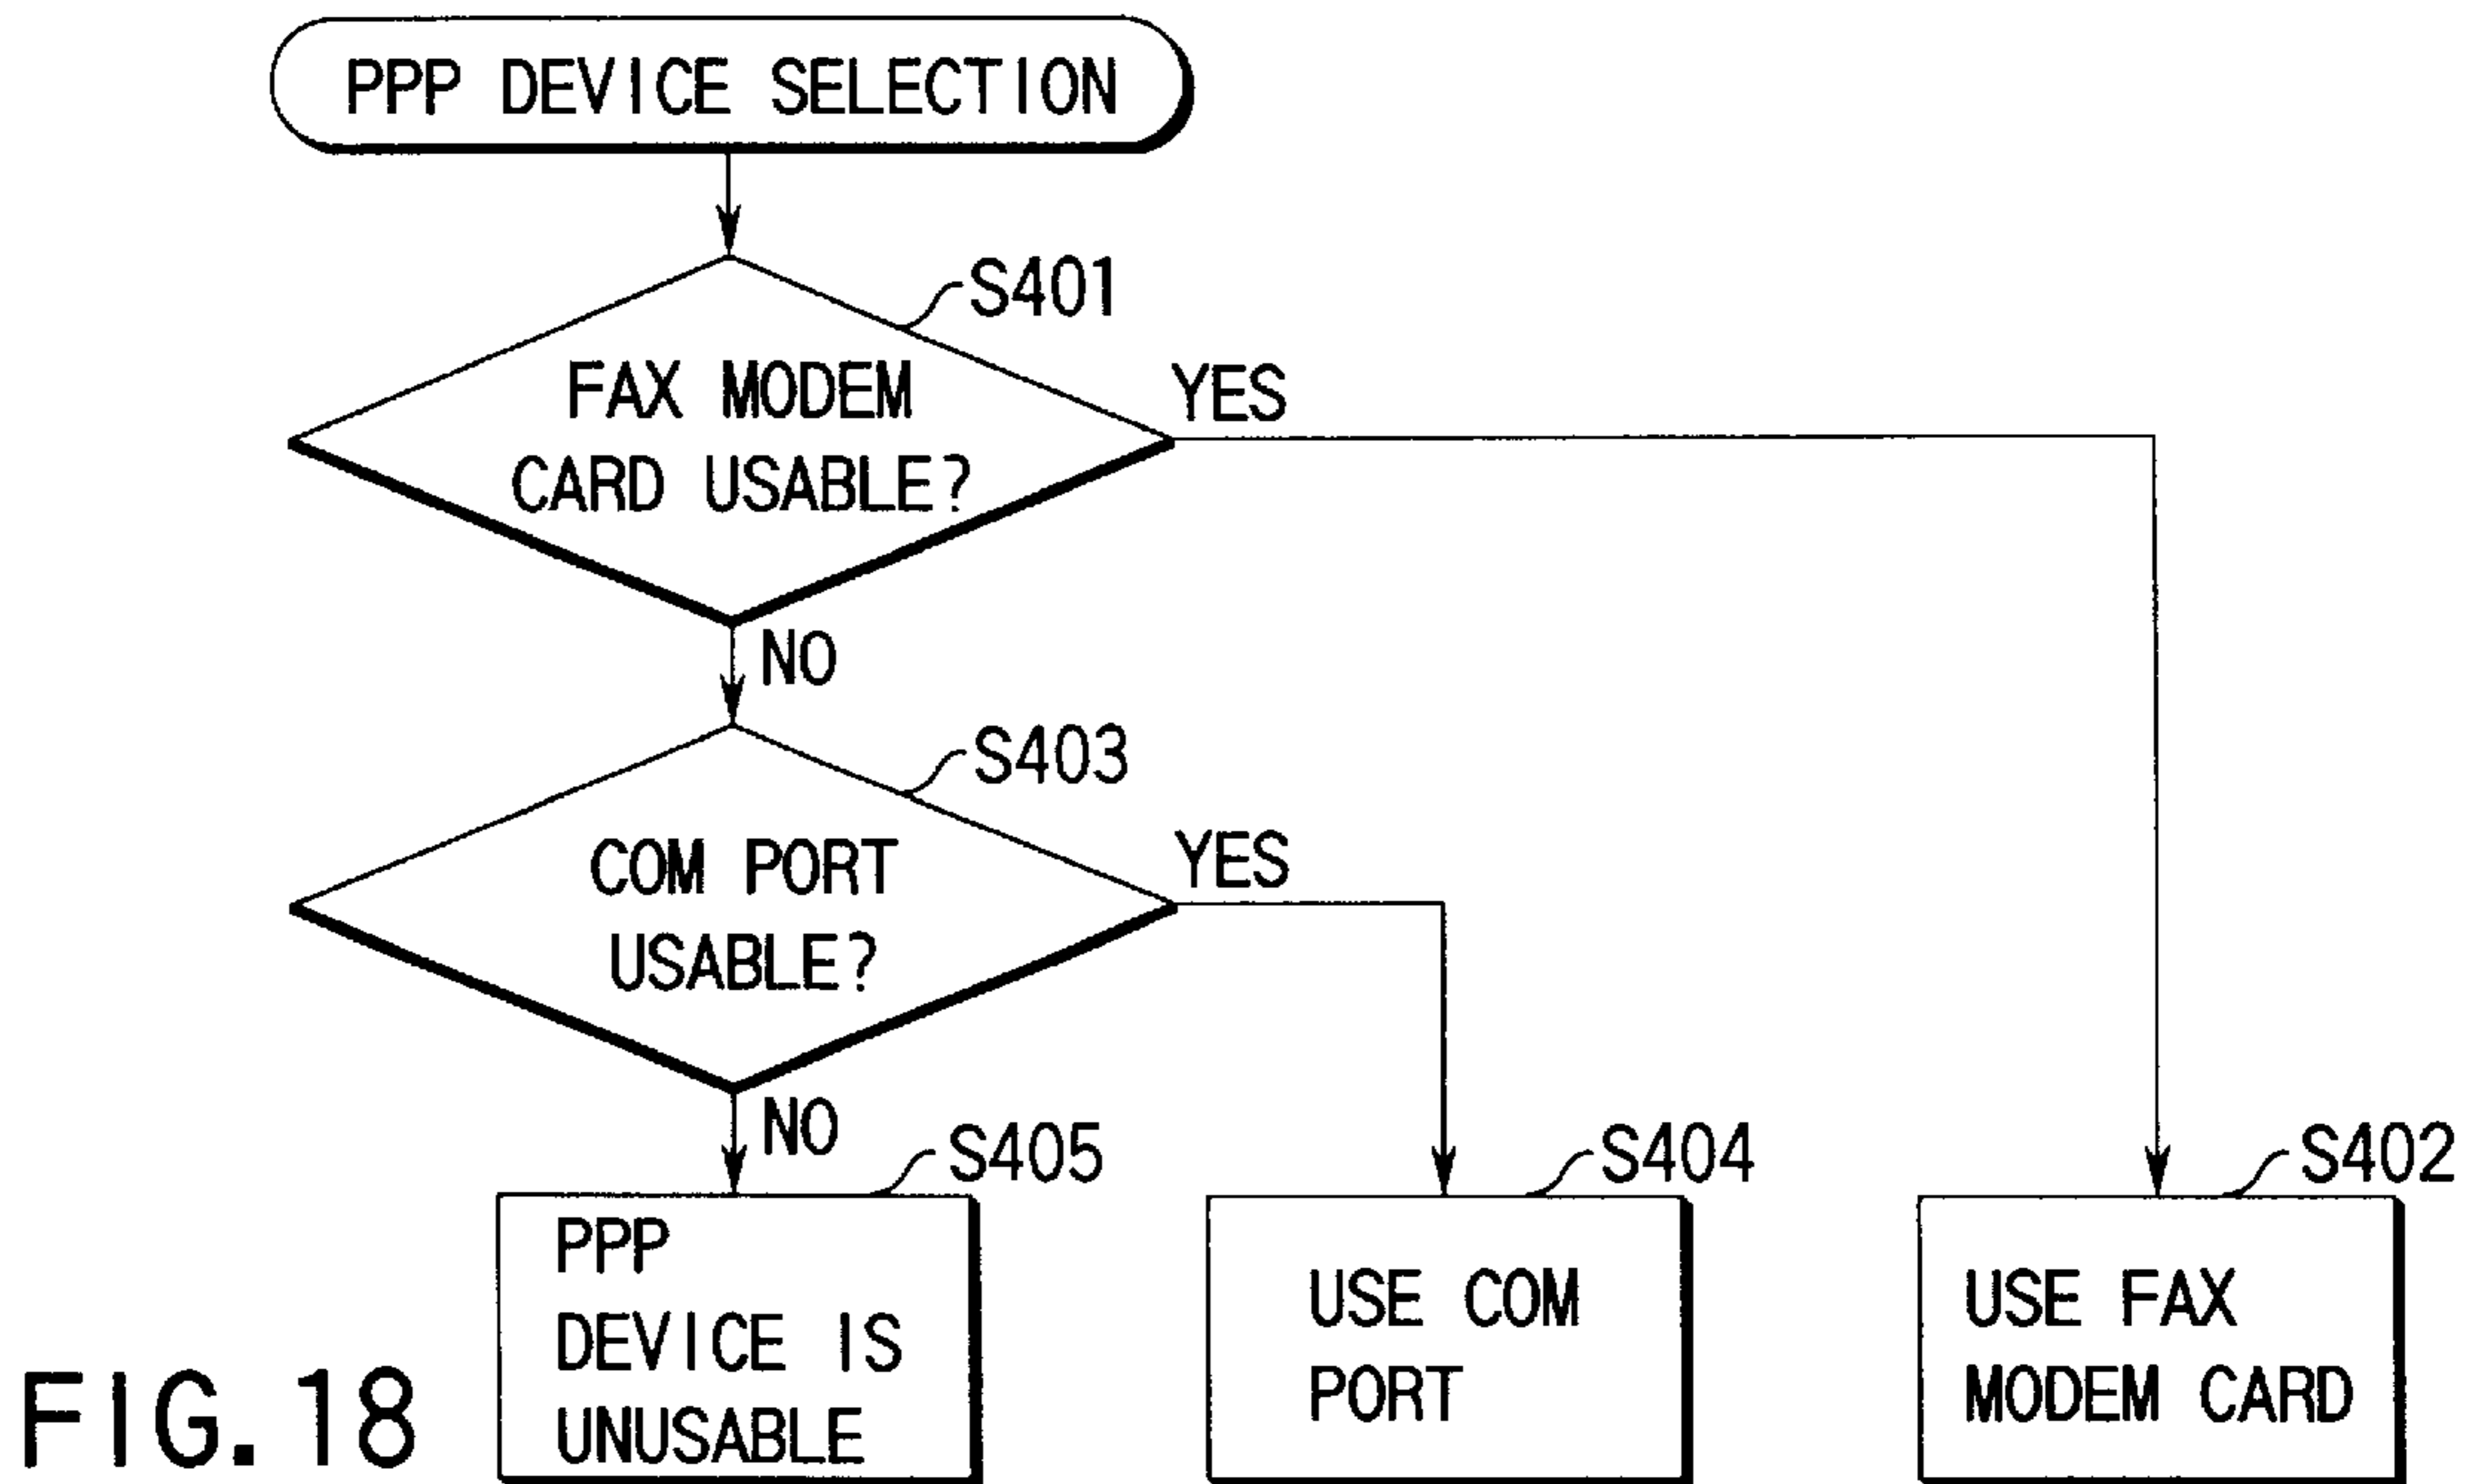 PPP DEVICE SELECTION
S401
FAX MODEM
CARD USABLE?
YES
NO
S403
COM PORT
USABLE?
YES
NO
S405
PPP
DEVICE IS
UNUSABLE
S404
USE COM
PORT
S402
USE FAX
MODEM CARD
FIG. 18